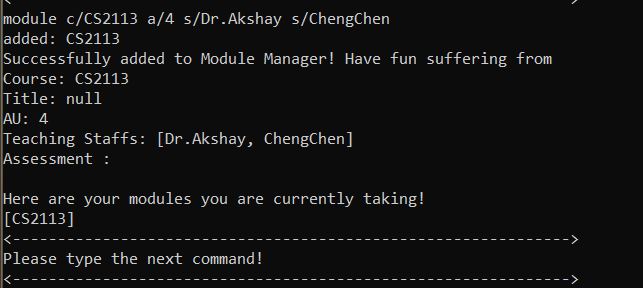 module c/CS2113 a/4 s/Dr.Akshay s/ChengChen
added: CS2113
Successfully added to Module Manager! Have fun suffering from
Course: CS2113
Title: null
AU: 4
Teaching Staffs: [Dr.Akshay, ChengChen]
Assessment :
Here are your modules you are currently taking!
[CS2113]
<--------------------------------------------------------->
Please type the next command!
<--------------------------------------------------------->